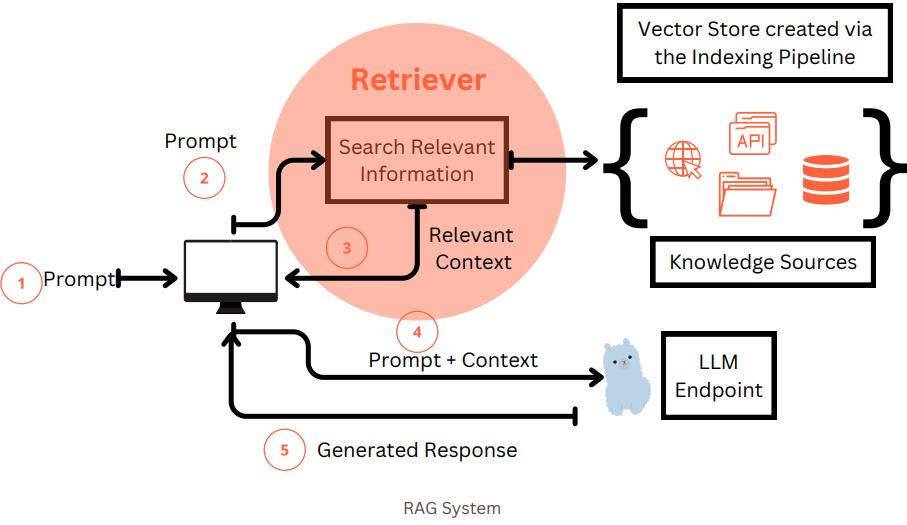 Vector Store created via
the Indexing Pipeline
Retriever
Search Relevant
Information
API
Prompt
2
3
Relevant
Context
Knowledge Sources
1
Prompt
4
Prompt + Context
LLM
Endpoint
5
Generated Response
RAG System